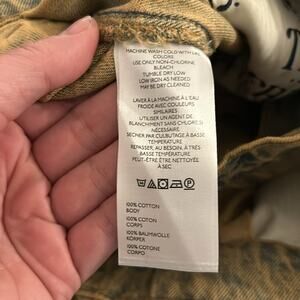 MACHINE WASH COLD WITH LIKE
COLORS
USE ONLY NON-CHLORINE
BLEACH
TUMBLE DRY LOW
LOW IRON AS NEEDED
MAY BE DRY CLEANED
LAVER À LA MACHINE À L'EAU
FROIDE AVEC COULEURS
SIMILAIRES
UTILISER UN AGENT DE
BLANCHIMENT SANS CHLORE SI
NÉCESSAIRE
SÉCHER PAR CULBUTAGE À BASSE
TEMPÉRATURE
REPASSER, AU BESOIN, À TRÈS
BASSE TEMPÉRATURE
PEUT-ÊTRE ÊTRE NETTOYÉE
À SEC
P
100% COTTON
BODY
100% COTON
CORPS
100% BAUMWOLLE
KÖRPER
100% COTONE
CORPO
T